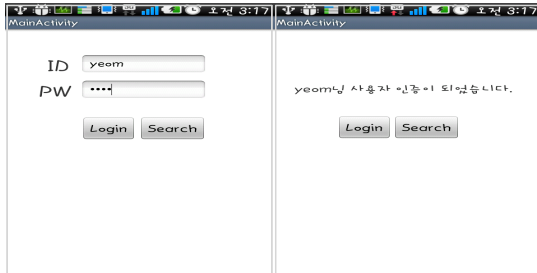 오전 3:17
MainActivity
ID yeom
PW ••••
Login Search
오전 3:17
MainActivity
yeom님 사용자 인증이 되었습니다.
Login Search